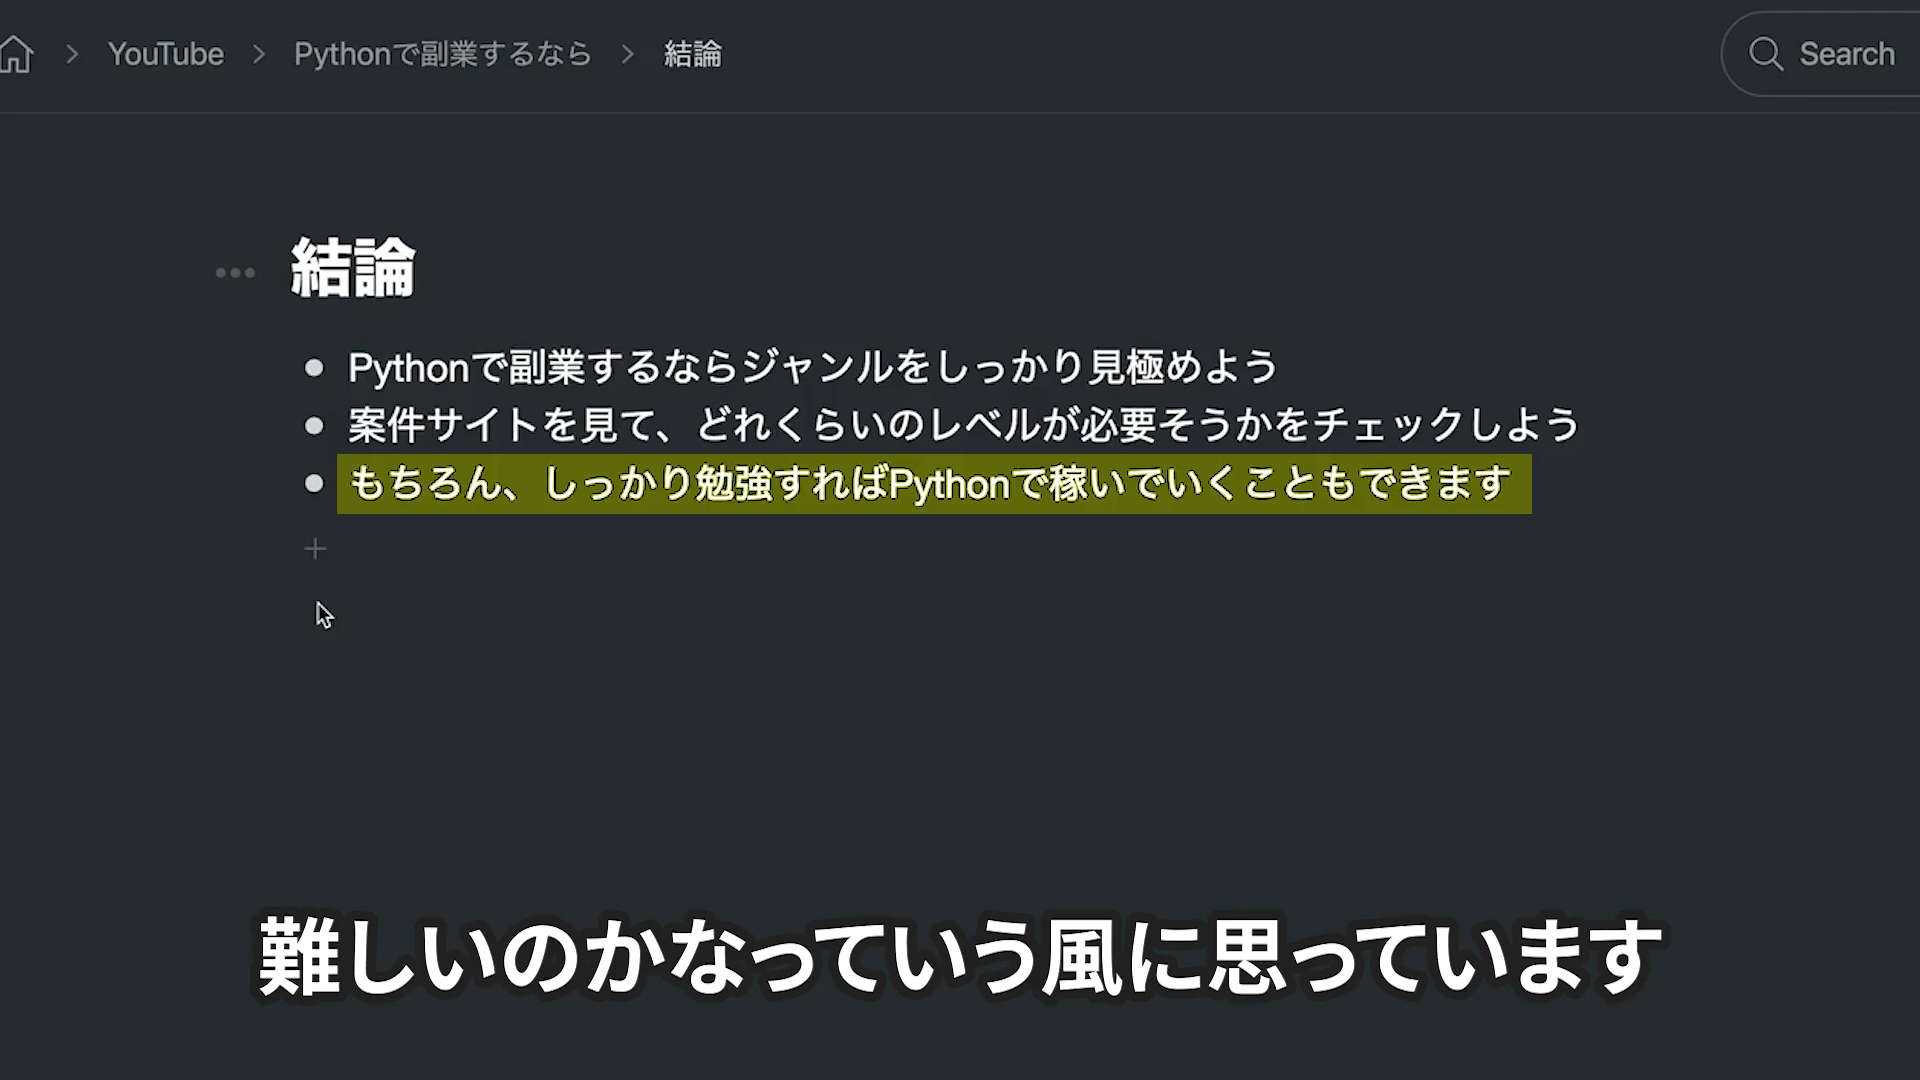 YouTube > Pythonで副業するなら > 結論
Search
結論
Pythonで副業するならジャンルをしっかり見極めよう
案件サイトを見て、どれくらいのレベルが必要そうかをチェックしよう
もちろん、しっかり勉強すればPythonで稼いでいくこともできます
難しいのかなっていう風に思っています